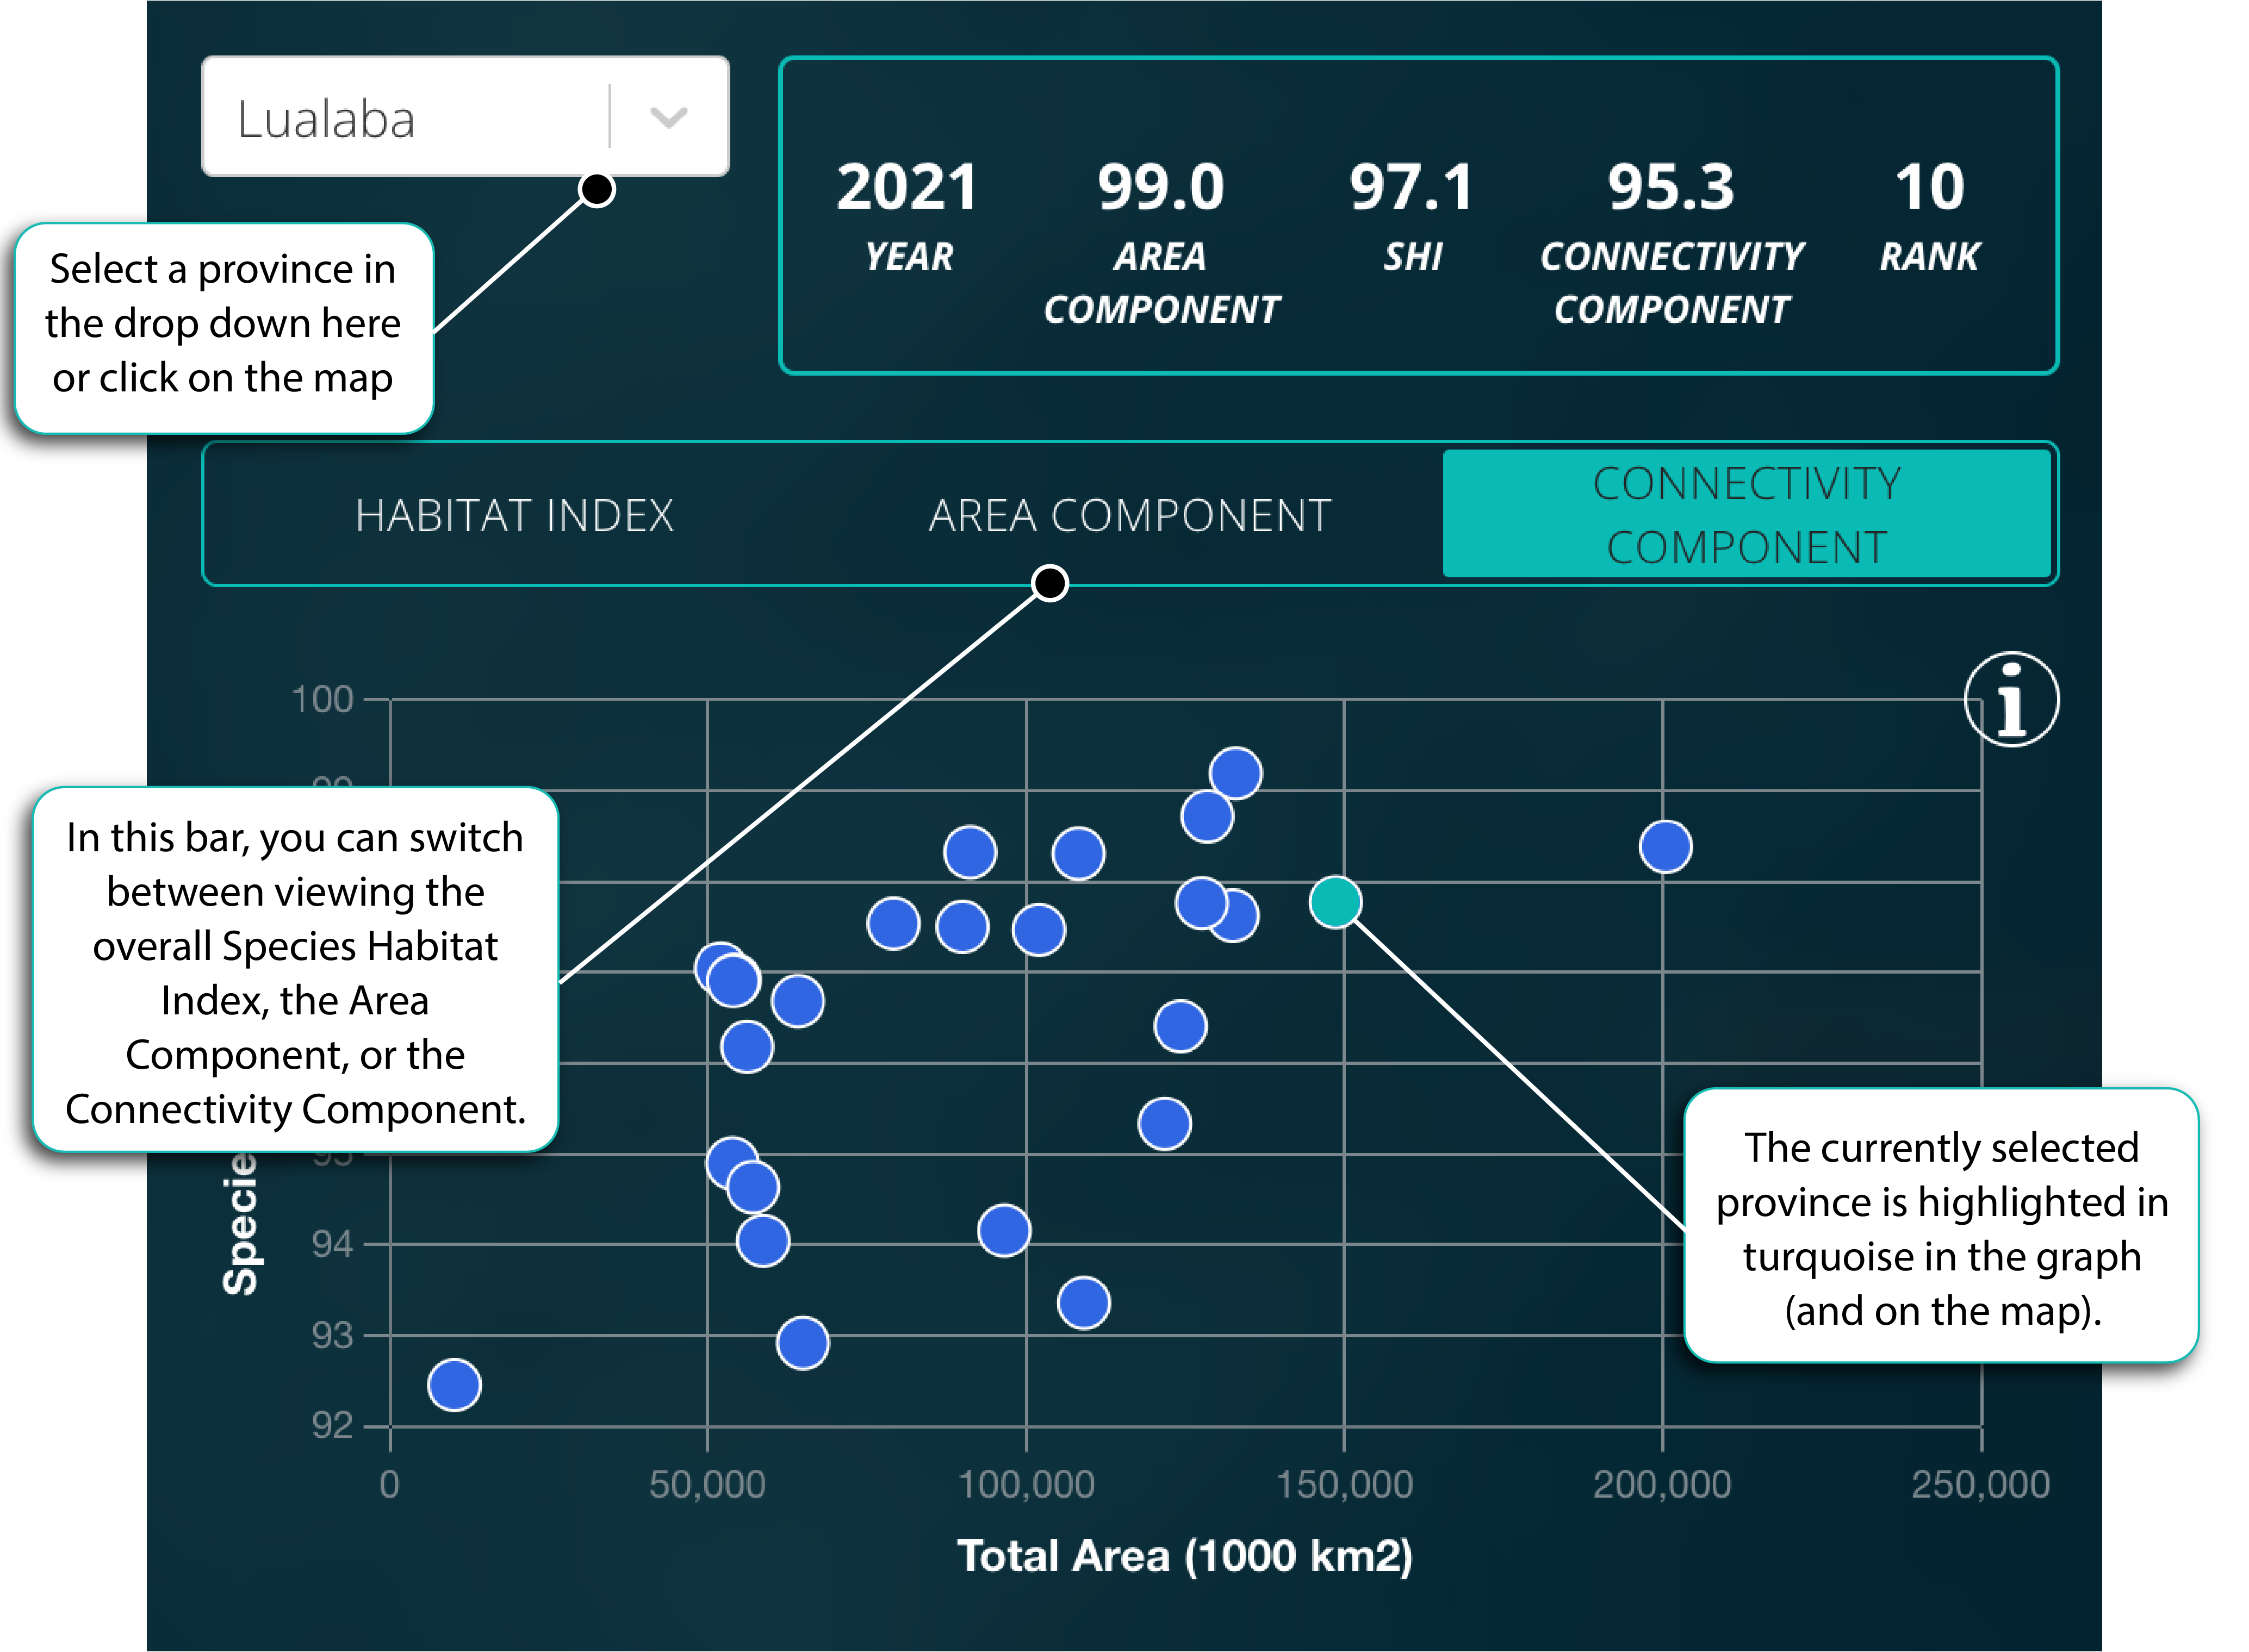 Lualaba
2021
YEAR
99.0
AREA
COMPONENT
97.1
SHI
95.3
CONNECTIVITY
COMPONENT
10
RANK
Select a province in
the drop down here
or click on the map
HABITAT INDEX
AREA COMPONENT
CONNECTIVITY
COMPONENT
i
100
In this bar, you can switch
between viewing the
overall Species Habitat
Index, the Area
Component, or the
Connectivity Component.
The currently selected
province is highlighted in
turquoise in the graph
(and on the map).
94
93
92
0
50,000
100,000
150,000
200,000
250,000
Total Area (1000 km2)